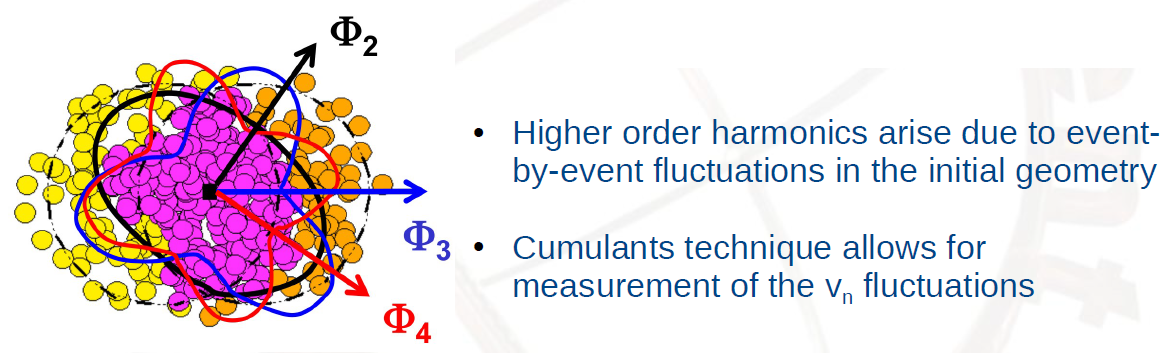 Φ2
Φ3
Φ4
• Higher order harmonics arise due to event-
by-event fluctuations in the initial geometry
• Cumulants technique allows for
measurement of the vn fluctuations